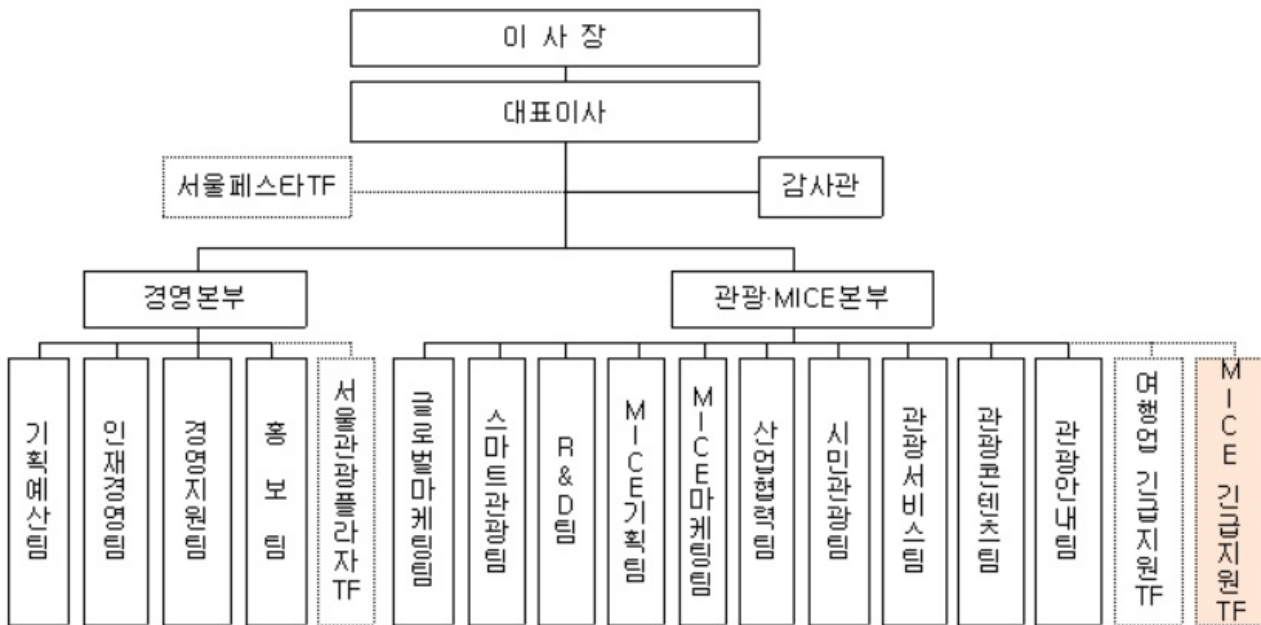 이 사 장
대표이사
서울페스타TF
감사관
경영본부
관광·MICE본부
기획예산팀
인재경영팀
경영지원팀
홍 보 팀
서울관광플라자TF
글로벌마케팅팀
스마트관광팀
R&D팀
MICE기획팀
MICE마케팅팀
산업협력팀
시민관광팀
관광서비스팀
관광콘텐츠팀
관광안내팀
여행업 긴급지원TF
MICE 긴급지원TF